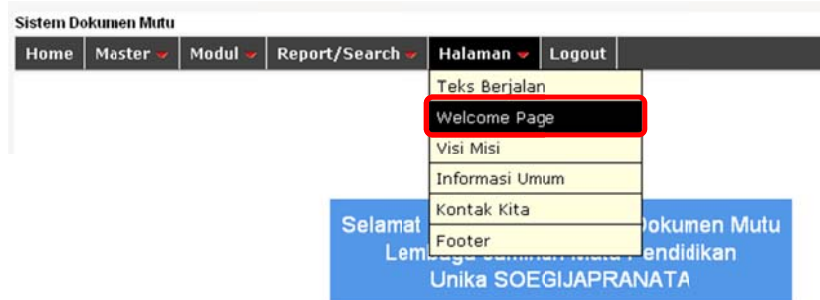 Sistem Dokumen Mutu
Home Master Modul Report/Search Halaman Logout
Teks Berjalan
Welcome Page
Visi Misi
Informasi Umum
Kontak Kita
Footer
Selamat Dokumen Mutu
Mutu Pendidikan
Unika SOEGIJAPRANATA